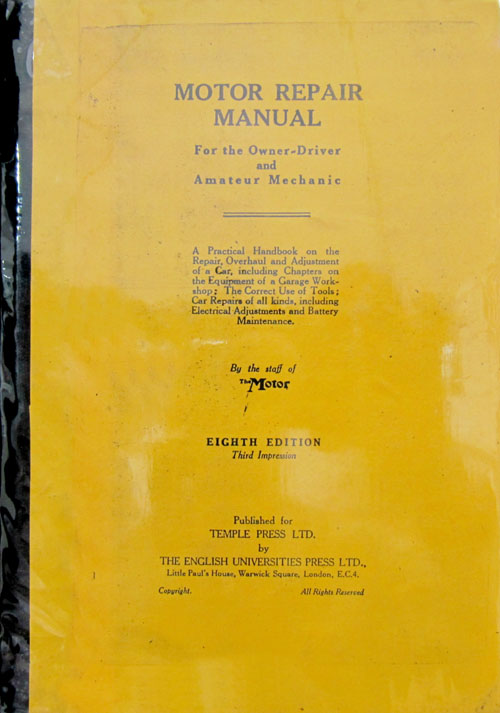 MOTOR REPAIR
MANUAL
For the Owner-Driver
and
Amateur Mechanic
A Practical Handbook on the
Repair, Overhaul and Adjustment
of a Car, including Chapters on
the Equipment of a Garage Work-
shop; The Correct Use of Tools;
Car Repairs of all kinds, including
Electrical Adjustments and Battery
Maintenance.
By the staff of
The Motor
EIGHTH EDITION
Third Impression
Published for
TEMPLE PRESS LTD.
by
THE ENGLISH UNIVERSITIES PRESS LTD.,
Little Paul's House, Warwick Square, London, E.C.4.
Copyright. All Rights Reserved